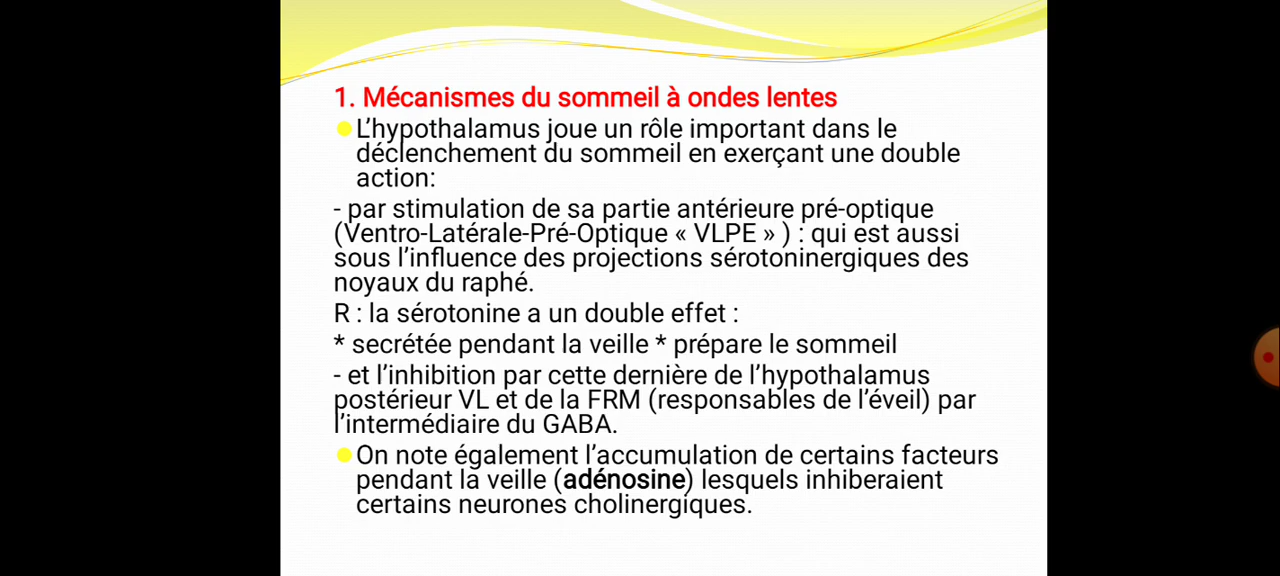 1. Mécanismes du sommeil à ondes lentes
L’hypothalamus joue un rôle important dans le
déclenchement du sommeil en exerçant une double
action:
- par stimulation de sa partie antérieure pré-optique
(Ventro-Latérale-Pré-Optique « VLPE » ) : qui est aussi
sous l’influence des projections sérotoninergiques des
noyaux du raphé.
R : la sérotonine a un double effet :
* secrétée pendant la veille * prépare le sommeil
- et l’inhibition par cette dernière de l’hypothalamus
postérieur VL et de la FRM (responsables de l’éveil) par
l’intermédiaire du GABA.
On note également l’accumulation de certains facteurs
pendant la veille (adénosine) lesquels inhiberaient
certains neurones cholinergiques.